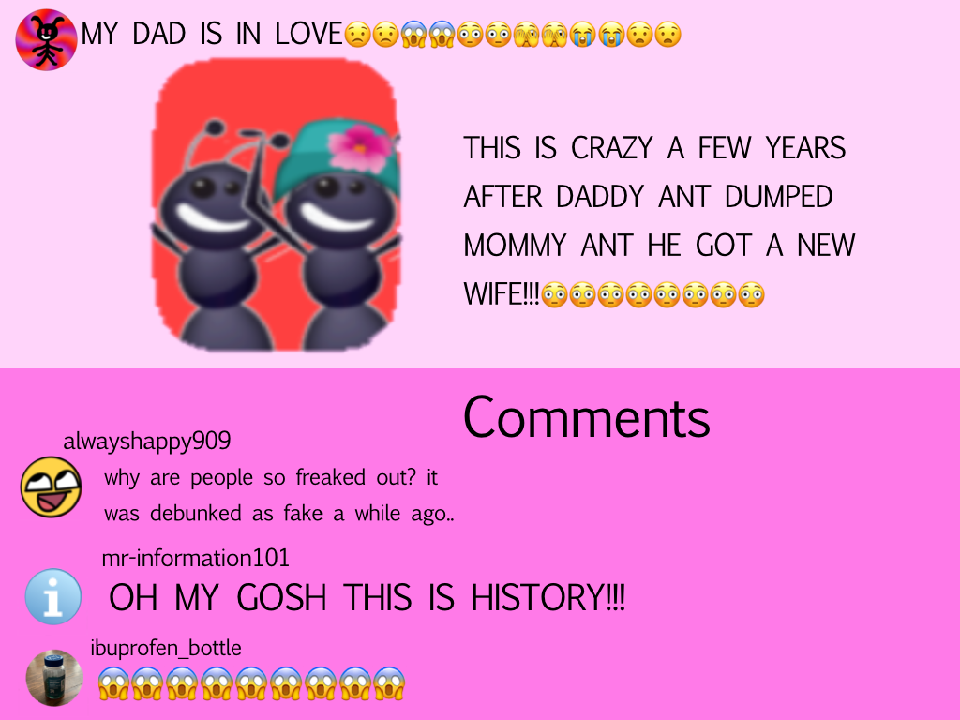 MY DAD IS IN LOVE😟😟😱😱😳😳🫣🫣😭😭😧😧
THIS IS CRAZY A FEW YEARS
AFTER DADDY ANT DUMPED
MOMMY ANT HE GOT A NEW
WIFE!!!😳😳😳😳😳😳😳😳
Comments
alwayshappy909
why are people so freaked out? it
was debunked as fake a while ago..
mr-information101
OH MY GOSH THIS IS HISTORY!!!
ibuprofen_bottle
😱😱😱😱😱😱😱😱😱